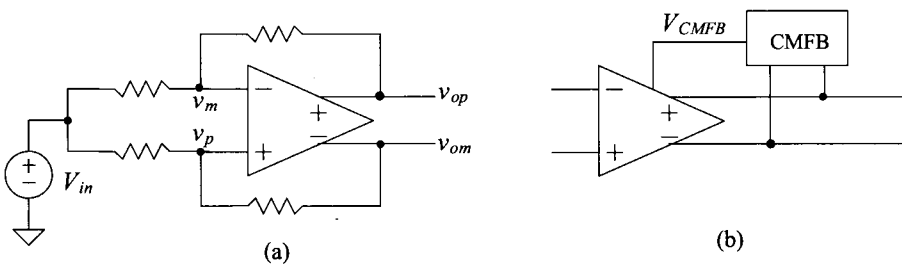 V_CMFB
CMFB
v_m
−
+
v_op
v_p
−
+
v_om
+
−
V_in
−
+
−
+
(a)
(b)